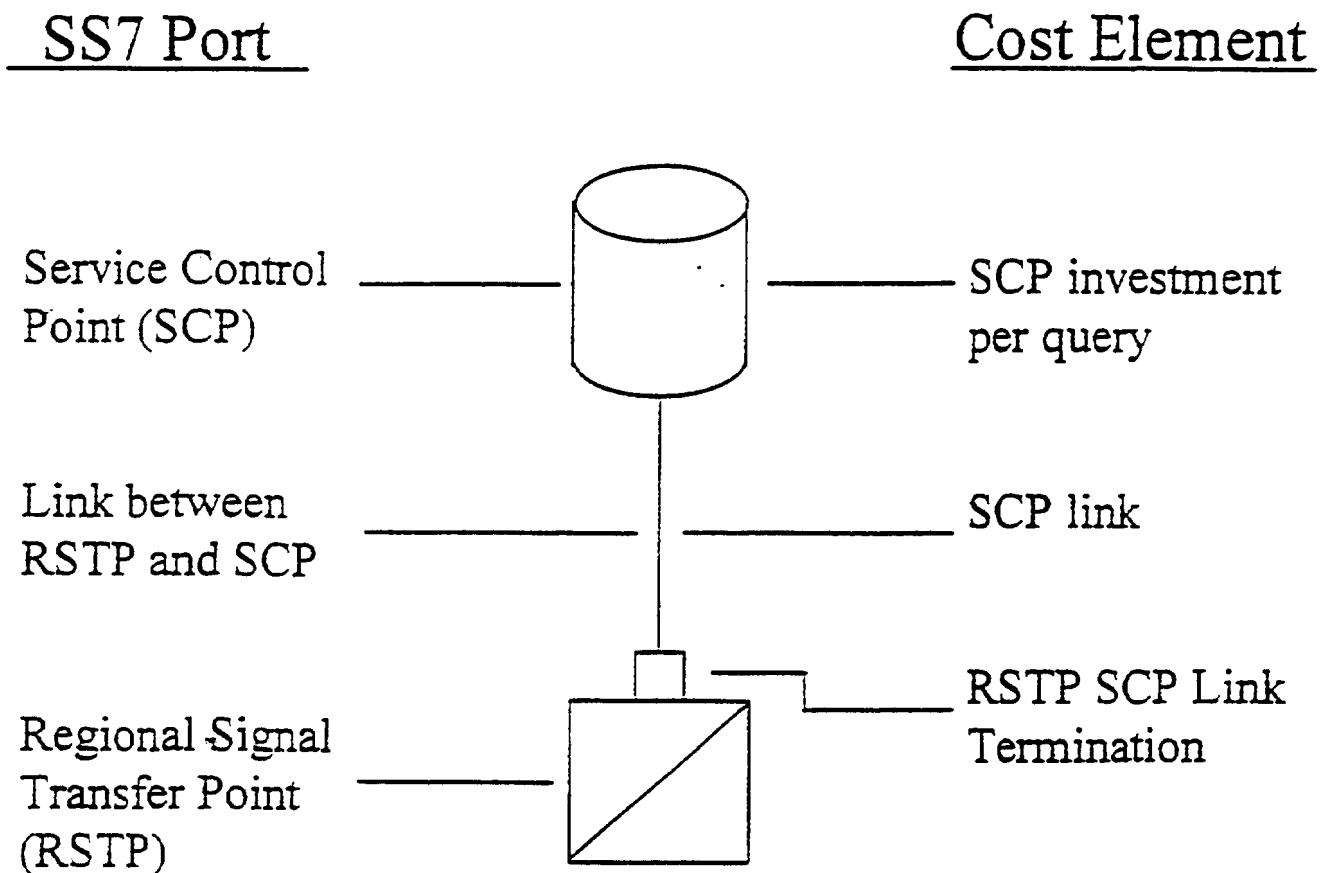 SS7 Port
Cost Element
Service Control
Point (SCP)
SCP investment
per query
Link between
RSTP and SCP
SCP link
RSTP SCP Link
Termination
Regional Signal
Transfer Point
(RSTP)